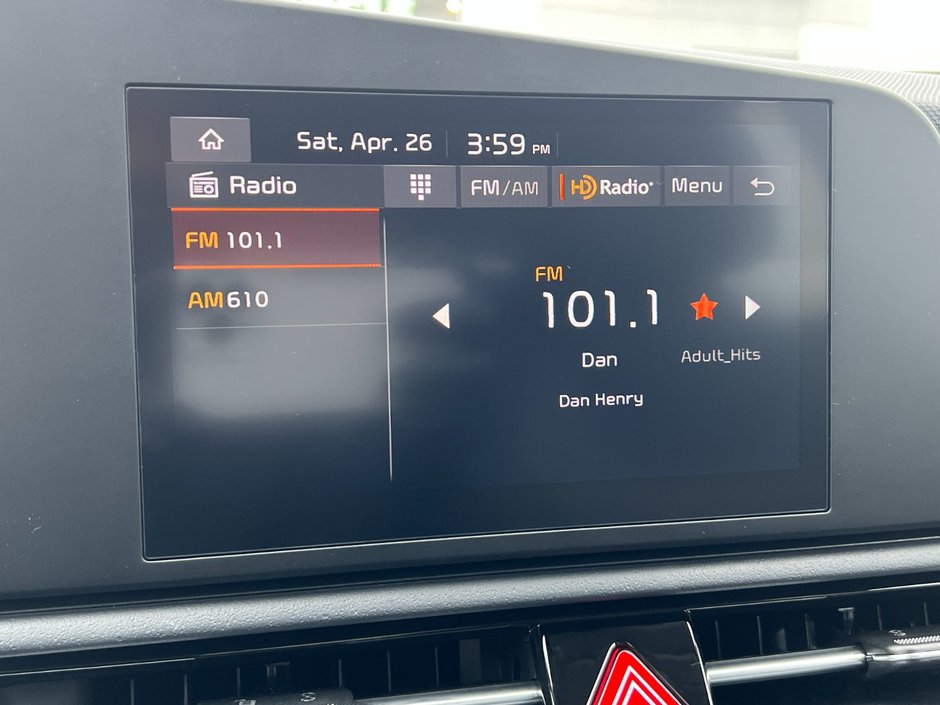 Sat, Apr. 26 3:59 PM
Radio FM/AM HD Radio Menu
FM 101.1
AM 610
FM
101.1
Dan Adult_Hits
Dan Henry